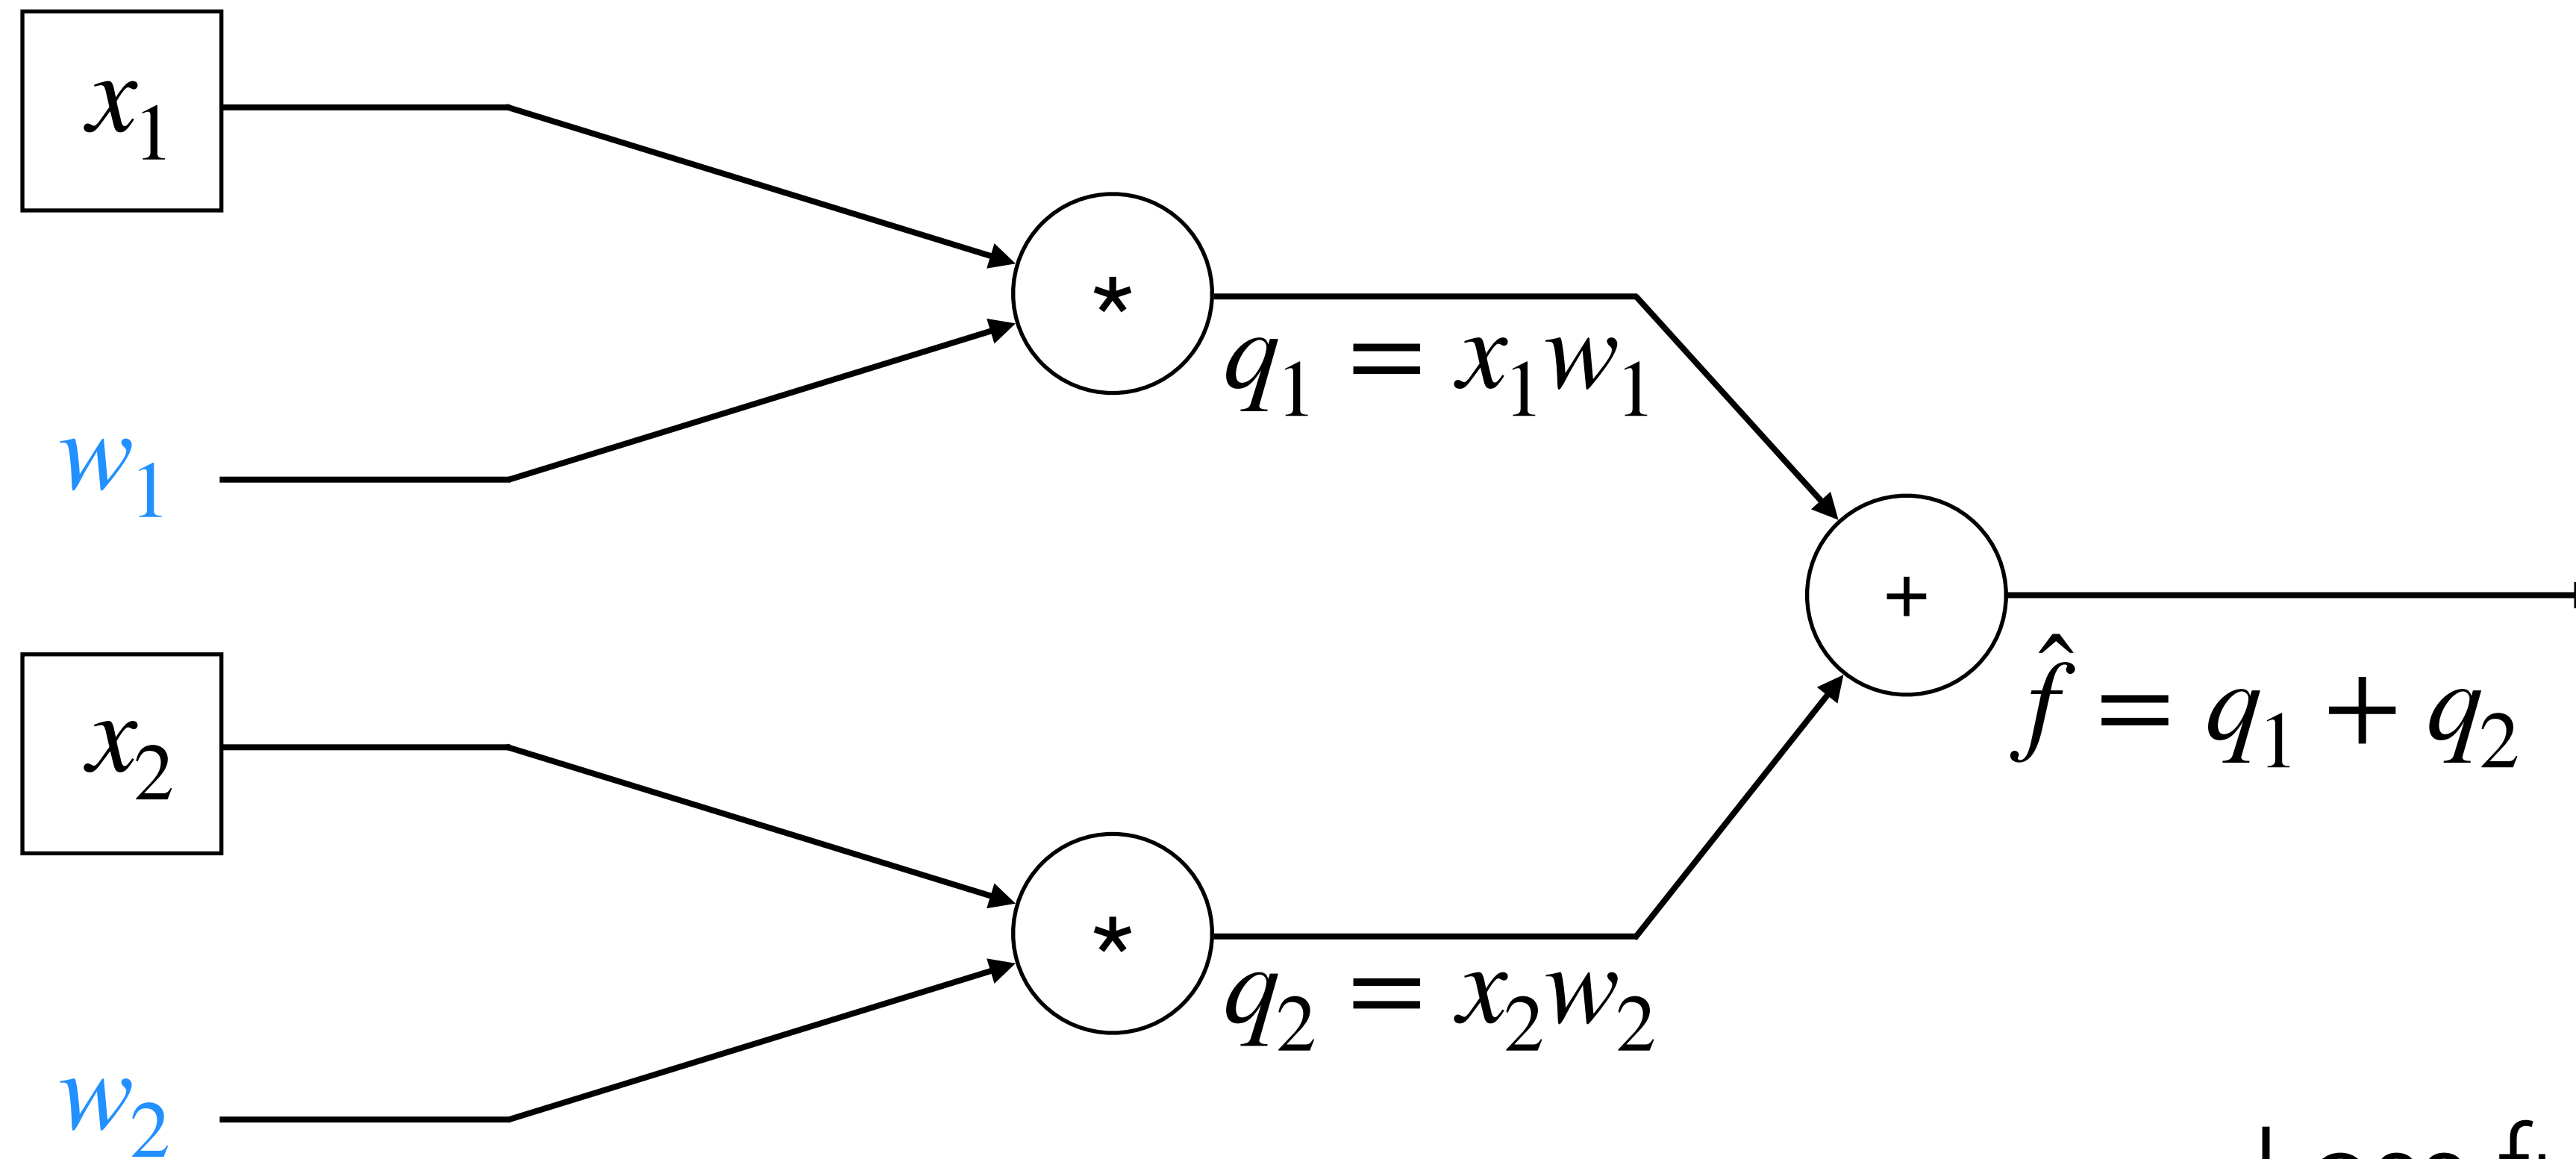 x₁
*
q₁ = x₁w₁
w₁
+
f̂ = q₁ + q₂
x₂
*
q₂ = x₂w₂
w₂